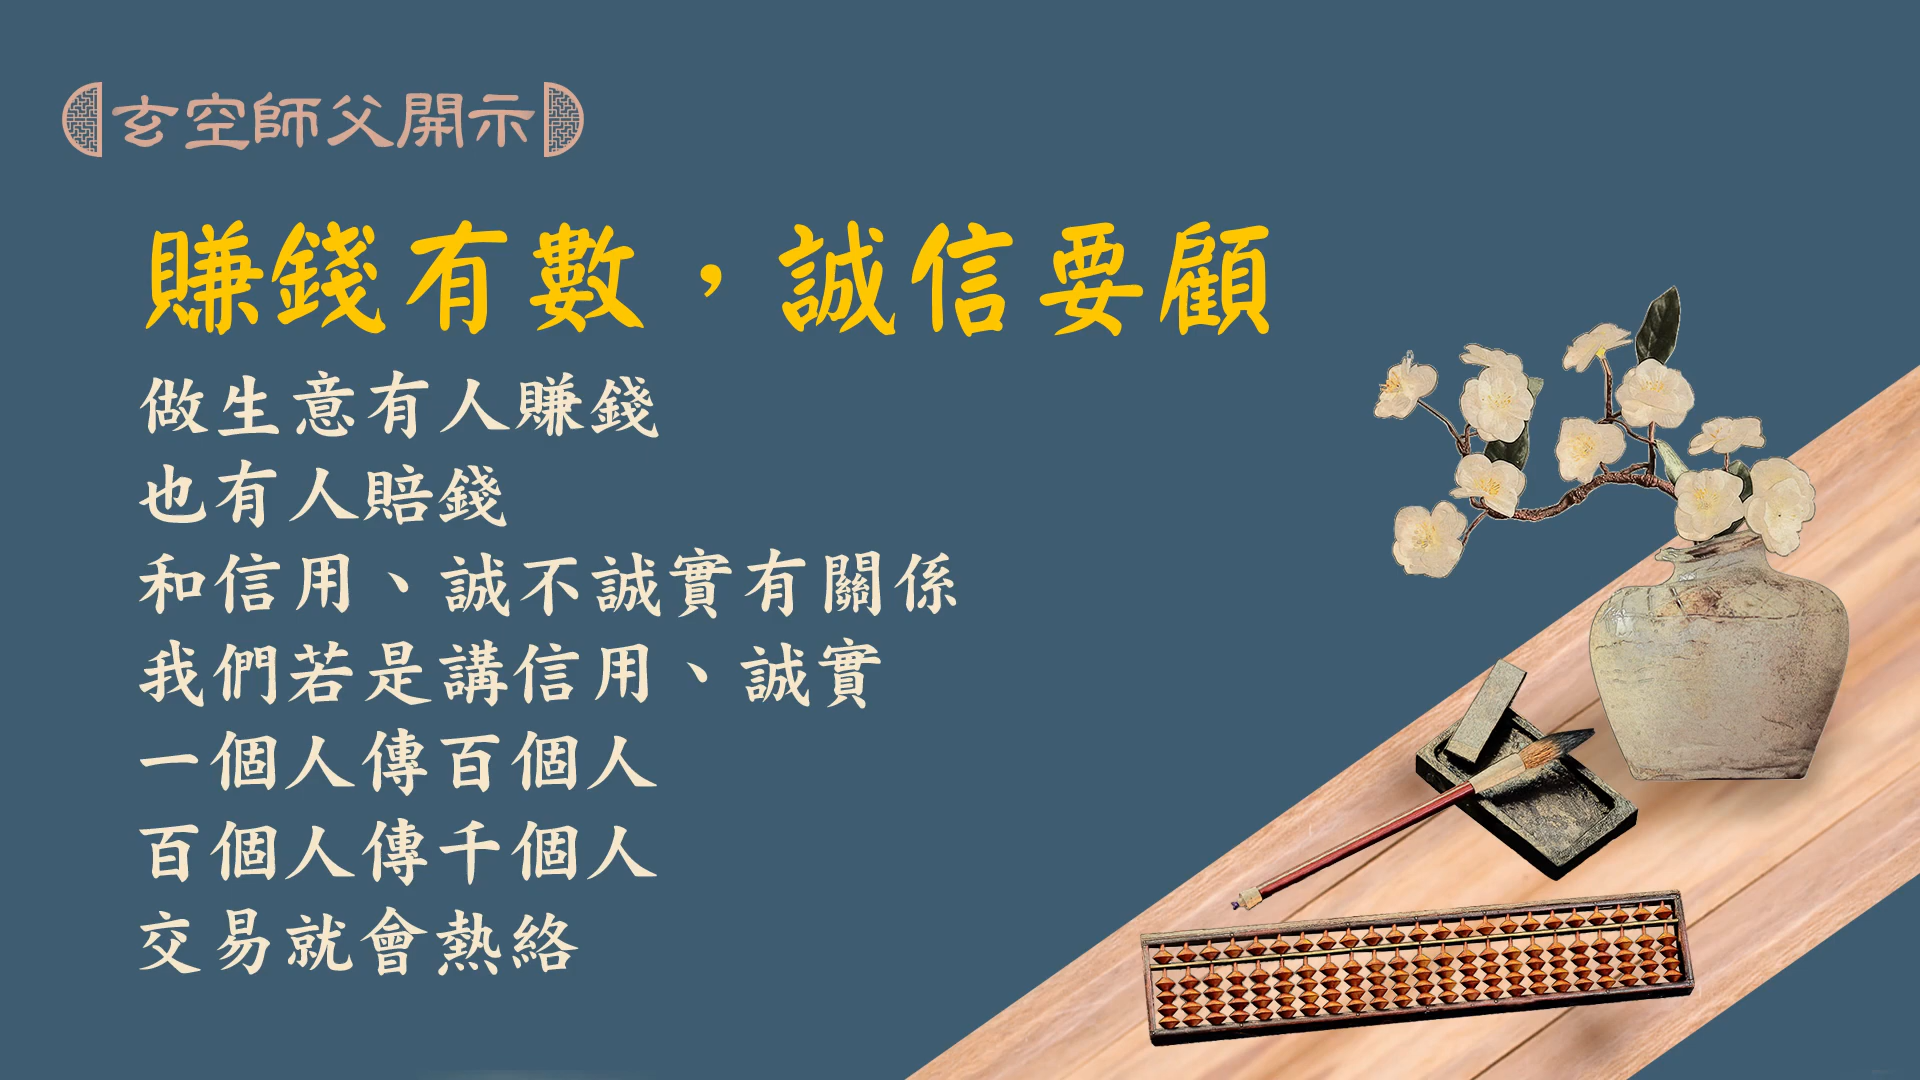 玄空師父開示
賺錢有數，誠信要顧
做生意有人賺錢
也有人賠錢
和信用、誠不誠實有關係
我們若是講信用、誠實
一個人傳百個人
百個人傳千個人
交易就會熱絡